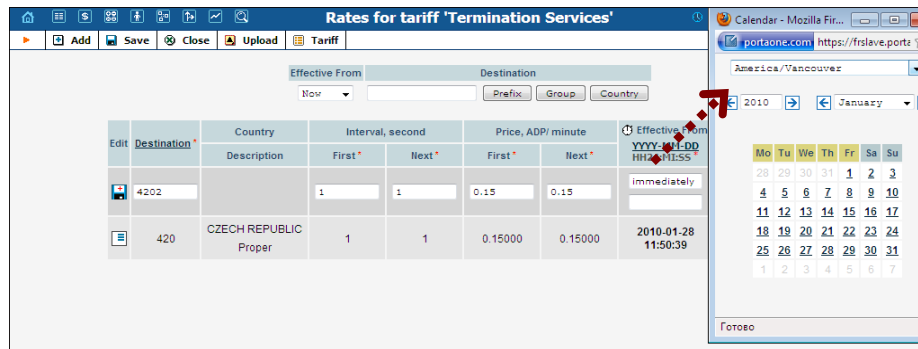 Rates for tariff 'Termination Services'
Add Save Close Upload Tariff
Effective From Destination
Now Prefix Group Country
Edit Destination * Country Interval, second Price, ADP/ minute Effective From
Description First * Next * First * Next * YYYY-MM-DD
HH24:MI:SS *
4202 1 1 0.15 0.15 immediately
420 CZECH REPUBLIC
Proper 1 1 0.15000 0.15000 2010-01-28
11:50:39
Calendar - Mozilla Fir...
portaone.com https://frslave.porta
America/Vancouver
2010 January
Mo Tu We Th Fr Sa Su
28 29 30 31 1 2 3
4 5 6 7 8 9 10
11 12 13 14 15 16 17
18 19 20 21 22 23 24
25 26 27 28 29 30 31
1 2 3 4 5 6 7
Готово